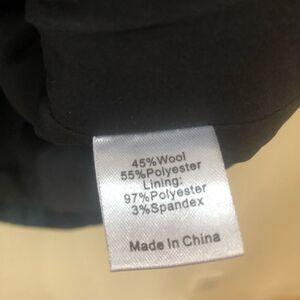 45%Wool
55%Polyester
Lining:
97%Polyester
3%Spandex
Made In China